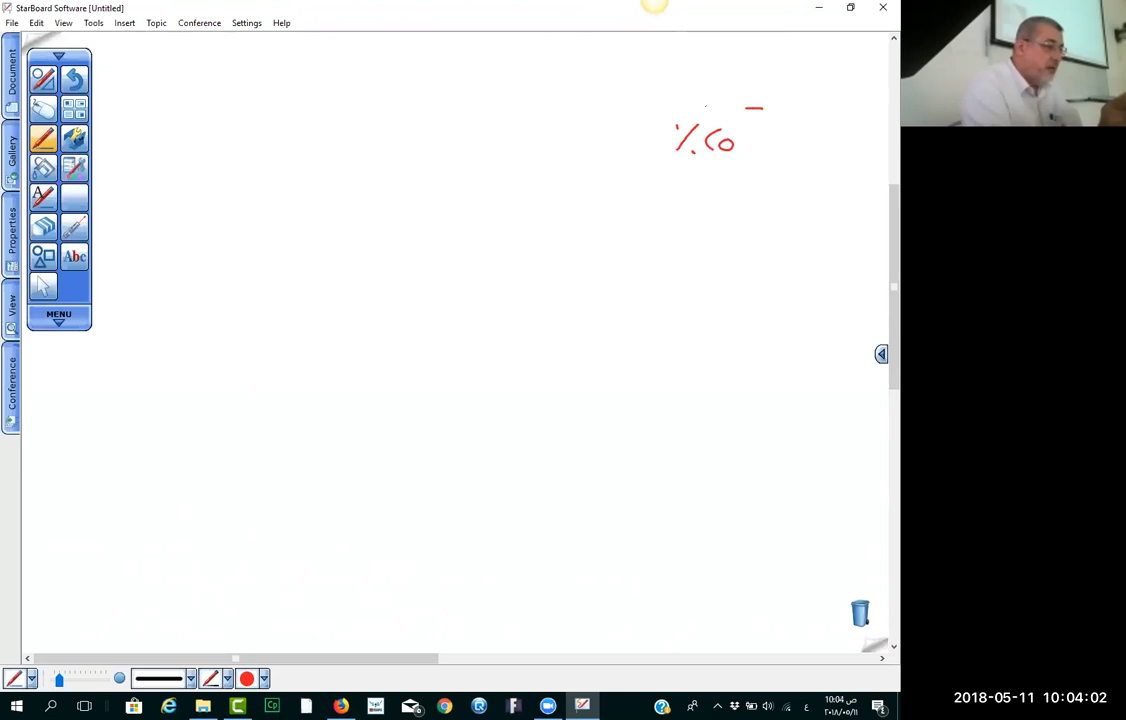 StarBoard Software [Untitled]
File Edit View Tools Insert Topic Conference Settings Help
Document
Gallery
Properties
View
Conference
Abc
MENU
ص 10:04
٢٠١٨/٠٥/١١
2018-05-11 10:04:02